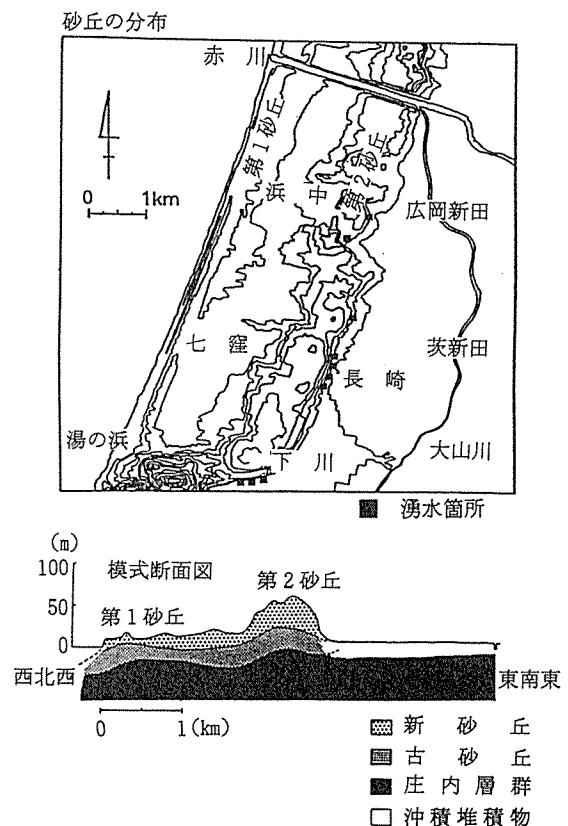 砂丘の分布
赤川
第1砂丘
第2砂丘
0 1km
浜中
広岡新田
七窪
茨新田
長崎
湯の浜
下川
大山川
湧水箇所
(m)
100
模式断面図
第2砂丘
50
第1砂丘
0
西北西
東南東
0 1(km)
新砂丘
古砂丘
庄内層群
沖積堆積物